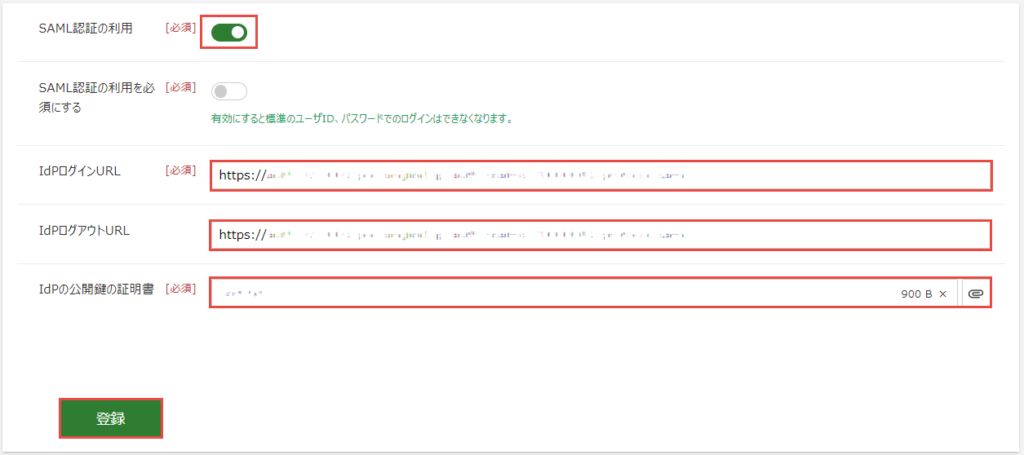 SAML認証の利用 [必須]
SAML認証の利用を必 [必須]
須にする
有効にすると標準のユーザID、パスワードでのログインはできなくなります。
IdPログインURL [必須]
https://
IdPログアウトURL
https://
IdPの公開鍵の証明書 [必須]
900 B ×
登録